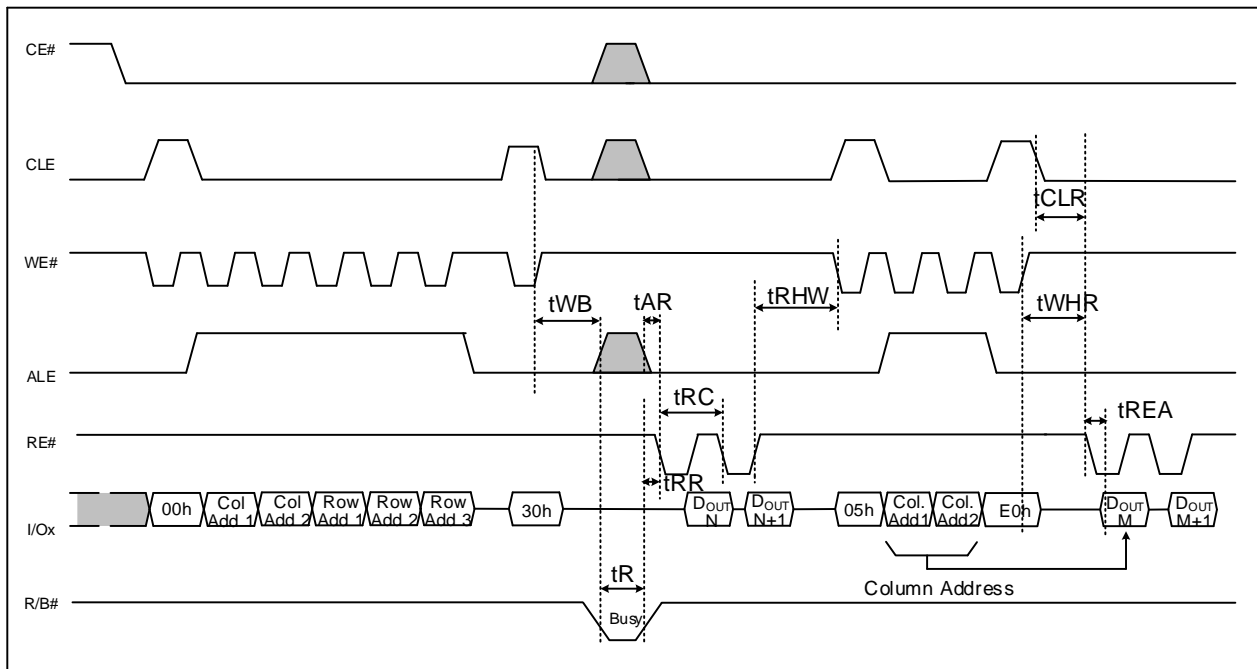 CE#
CLE
tCLR
WE#
tWB
tAR
tRHW
tWHR
ALE
tRC
tREA
RE#
tRR
I/Ox
00h
Col Add.1
Col Add.2
Row Add.1
Row Add.2
Row Add.3
30h
DOUT N
DOUT N+1
05h
Col. Add1
Col. Add2
E0h
DOUT M
DOUT M+1
tR
Column Address
R/B#
Busy